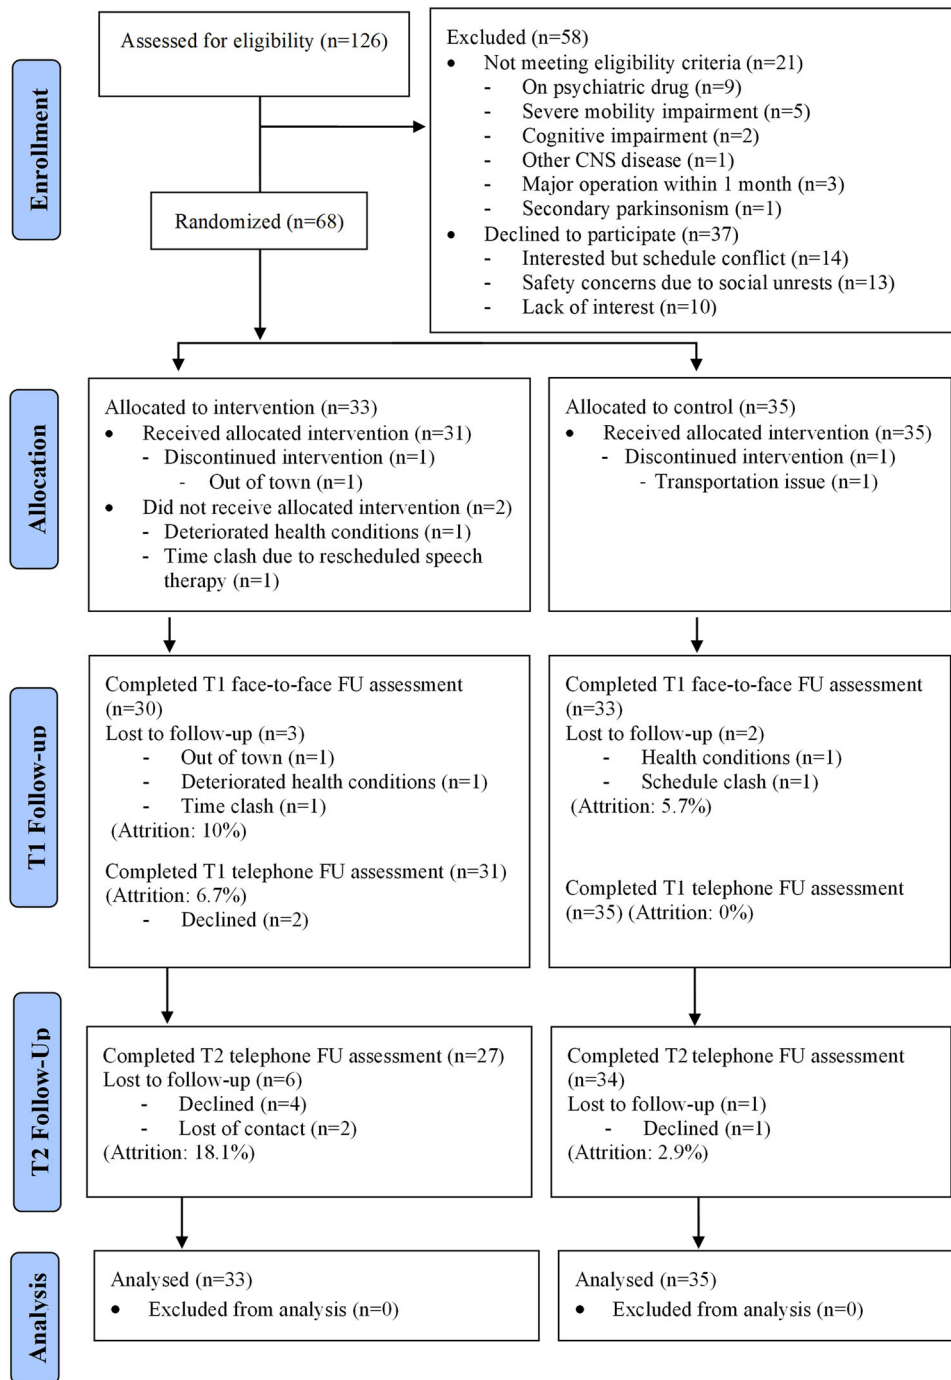 Enrollment
Assessed for eligibility (n=126)
Excluded (n=58)
• Not meeting eligibility criteria (n=21)
- On psychiatric drug (n=9)
- Severe mobility impairment (n=5)
- Cognitive impairment (n=2)
- Other CNS disease (n=1)
- Major operation within 1 month (n=3)
- Secondary parkinsonism (n=1)
• Declined to participate (n=37)
- Interested but schedule conflict (n=14)
- Safety concerns due to social unrests (n=13)
- Lack of interest (n=10)
Randomized (n=68)
Allocation
Allocated to intervention (n=33)
• Received allocated intervention (n=31)
- Discontinued intervention (n=1)
- Out of town (n=1)
• Did not receive allocated intervention (n=2)
- Deteriorated health conditions (n=1)
- Time clash due to rescheduled speech
therapy (n=1)
Allocated to control (n=35)
• Received allocated intervention (n=35)
- Discontinued intervention (n=1)
- Transportation issue (n=1)
T1 Follow-up
Completed T1 face-to-face FU assessment
(n=30)
Lost to follow-up (n=3)
- Out of town (n=1)
- Deteriorated health conditions (n=1)
- Time clash (n=1)
(Attrition: 10%)
Completed T1 telephone FU assessment (n=31)
(Attrition: 6.7%)
- Declined (n=2)
Completed T1 face-to-face FU assessment
(n=33)
Lost to follow-up (n=2)
- Health conditions (n=1)
- Schedule clash (n=1)
(Attrition: 5.7%)
Completed T1 telephone FU assessment
(n=35) (Attrition: 0%)
T2 Follow-Up
Completed T2 telephone FU assessment (n=27)
Lost to follow-up (n=6)
- Declined (n=4)
- Lost of contact (n=2)
(Attrition: 18.1%)
Completed T2 telephone FU assessment
(n=34)
Lost to follow-up (n=1)
- Declined (n=1)
(Attrition: 2.9%)
Analysis
Analysed (n=33)
• Excluded from analysis (n=0)
Analysed (n=35)
• Excluded from analysis (n=0)